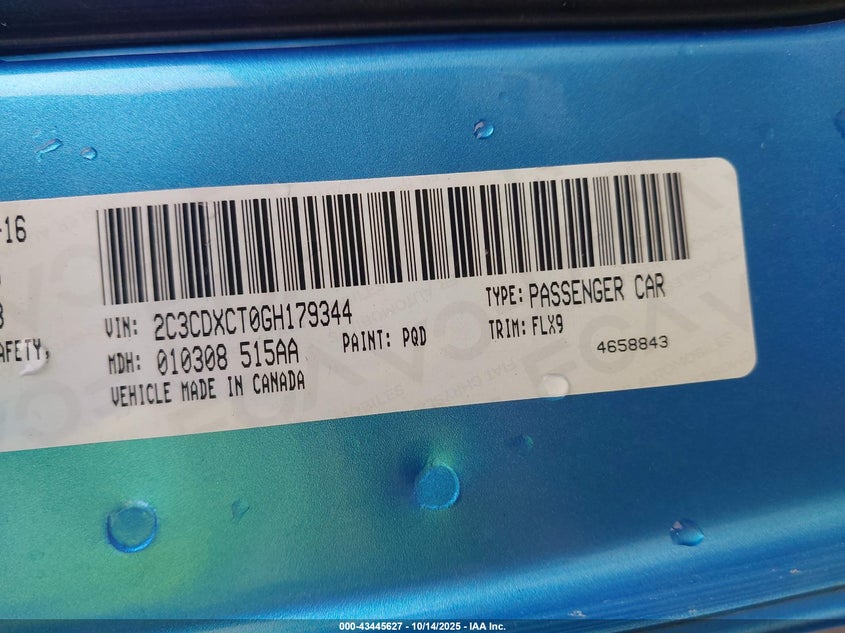 -16
AFETY,
VIN: 2C3CDXCT0GH179344
TYPE: PASSENGER CAR
MDH: 010308 515AA
PAINT: PQD
TRIM: FLX9
VEHICLE MADE IN CANADA
4658843
000-43445627 - 10/14/2025 - IAA Inc.